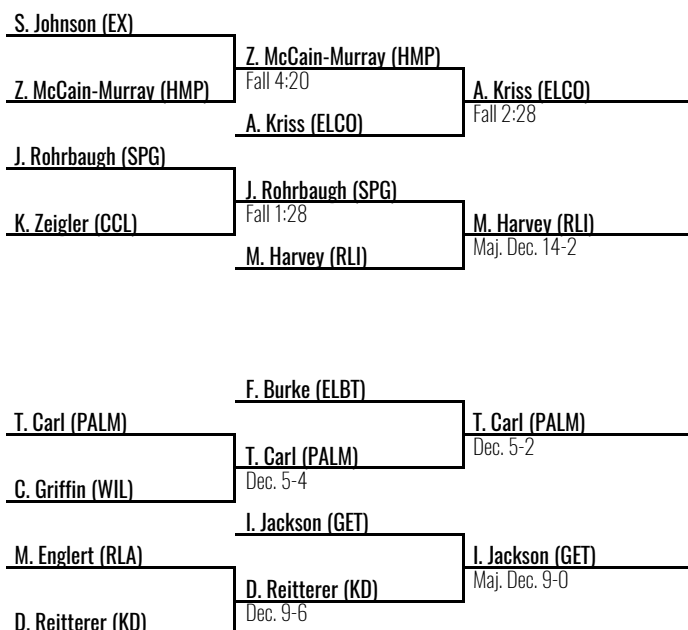 S. Johnson (EX)
Z. McCain-Murray (HMP)
Z. McCain-Murray (HMP)
Fall 4:20
A. Kriss (ELCO)
A. Kriss (ELCO)
Fall 2:28
J. Rohrbaugh (SPG)
J. Rohrbaugh (SPG)
Fall 1:28
K. Zeigler (CCL)
M. Harvey (RLI)
Maj. Dec. 14-2
M. Harvey (RLI)
F. Burke (ELBT)
T. Carl (PALM)
T. Carl (PALM)
Dec. 5-2
T. Carl (PALM)
Dec. 5-4
C. Griffin (WIL)
I. Jackson (GET)
M. Englert (RLA)
I. Jackson (GET)
Maj. Dec. 9-0
D. Reitterer (KD)
Dec. 9-6
D. Reitterer (KD)